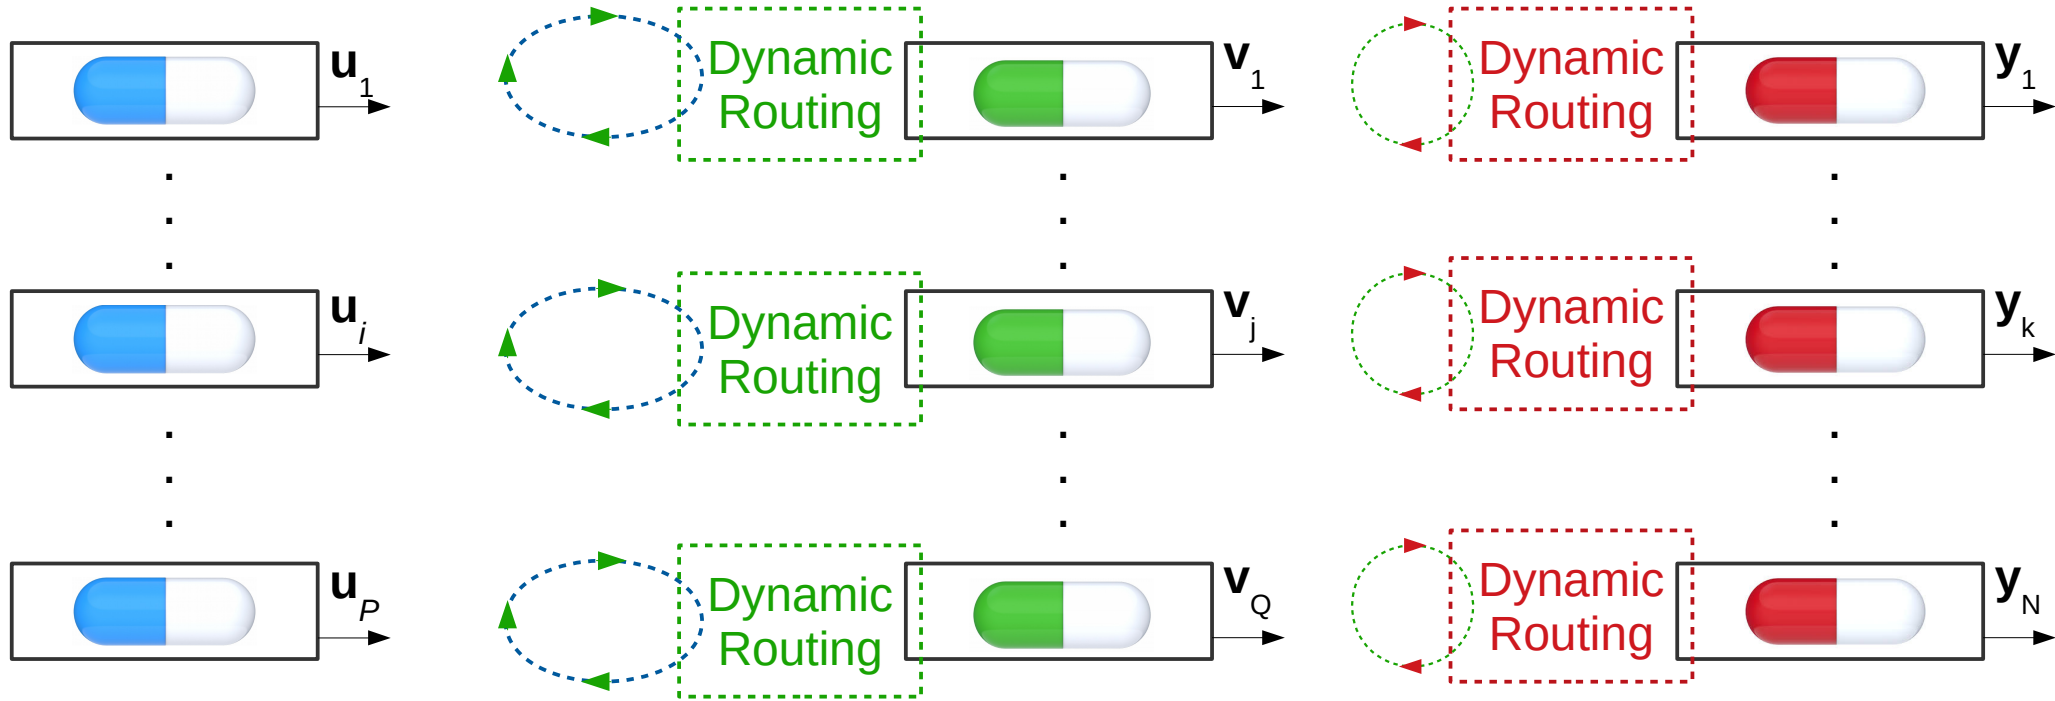 u1
Dynamic
Routing
v1
Dynamic
Routing
y1
ui
Dynamic
Routing
vj
Dynamic
Routing
yk
uP
Dynamic
Routing
vQ
Dynamic
Routing
yN